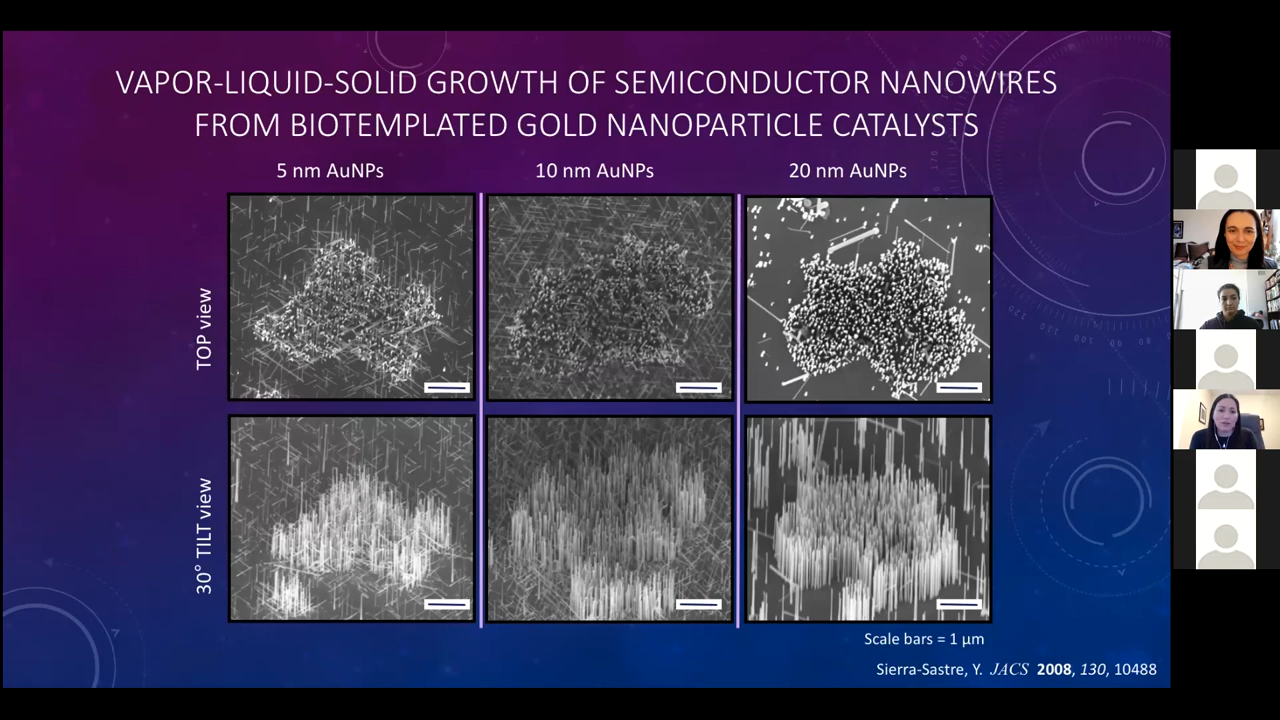 VAPOR-LIQUID-SOLID GROWTH OF SEMICONDUCTOR NANOWIRES
FROM BIOTEMPLATED GOLD NANOPARTICLE CATALYSTS
5 nm AuNPs
10 nm AuNPs
20 nm AuNPs
TOP view
30° TILT view
Scale bars = 1 µm
Sierra-Sastre, Y. JACS 2008, 130, 10488